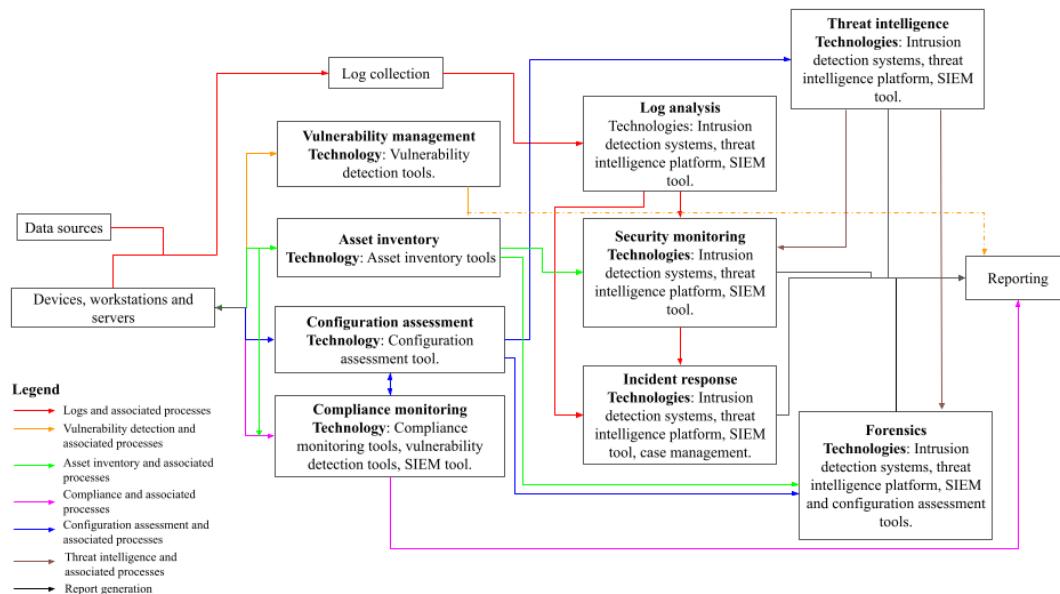 Threat intelligence
Technologies: Intrusion
detection systems, threat
intelligence platform, SIEM
tool.
Log collection
Log analysis
Technologies: Intrusion
detection systems, threat
intelligence platform, SIEM
tool.
Vulnerability management
Technology: Vulnerability
detection tools.
Data sources
Asset inventory
Technology: Asset inventory tools
Security monitoring
Technologies: Intrusion
detection systems, threat
intelligence platform, SIEM
tool.
Reporting
Devices, workstations and
servers
Configuration assessment
Technology: Configuration
assessment tool.
Incident response
Technologies: Intrusion
detection systems, threat
intelligence platform, SIEM
tool, case management.
Compliance monitoring
Technology: Compliance
monitoring tools, vulnerability
detection tools, SIEM tool.
Forensics
Technologies: Intrusion
detection systems, threat
intelligence platform, SIEM
and configuration assessment
tools.
Legend
Logs and associated processes
Vulnerability detection and
associated processes
Asset inventory and associated
processes
Compliance and associated
processes
Configuration assessment and
associated processes
Threat intelligence and
associated processes
Report generation